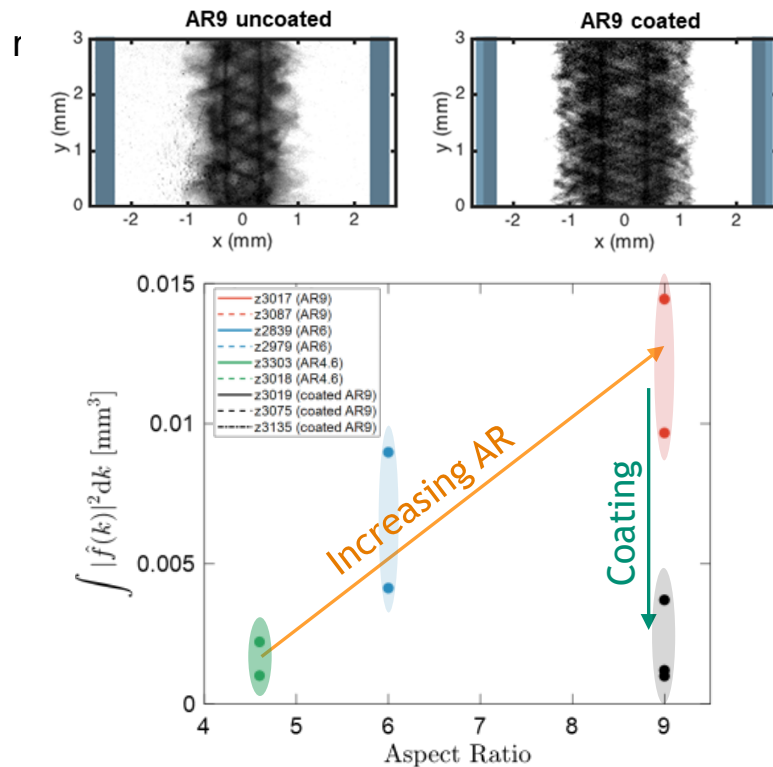 AR9 uncoated
AR9 coated
r
3
2
1
0
y (mm)
-2 -1 0 1 2
x (mm)
3
2
1
0
y (mm)
-2 -1 0 1 2
x (mm)
0.015
0.01
0.005
0
∫ |f̂(k)|²dk [mm³]
z3017 (AR9)
z3087 (AR9)
z2839 (AR6)
z2979 (AR6)
z3303 (AR4.6)
z3018 (AR4.6)
z3019 (coated AR9)
z3075 (coated AR9)
z3135 (coated AR9)
Increasing AR
Coating
4 5 6 7 8 9
Aspect Ratio